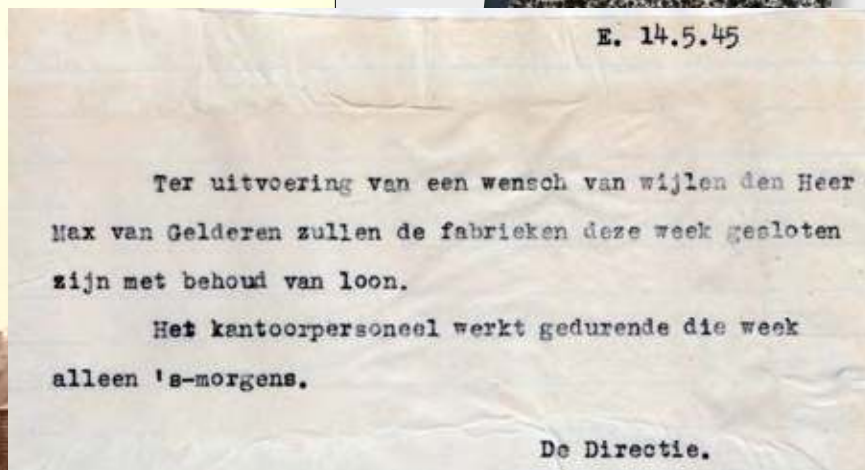 E. 14.5.45
Ter uitvoering van een wensch van wijlen den Heer
Max van Gelderen zullen de fabrieken deze week gesloten
zijn met behoud van loon.
Het kantoorpersoneel werkt gedurende die week
alleen 's-morgens.
De Directie.